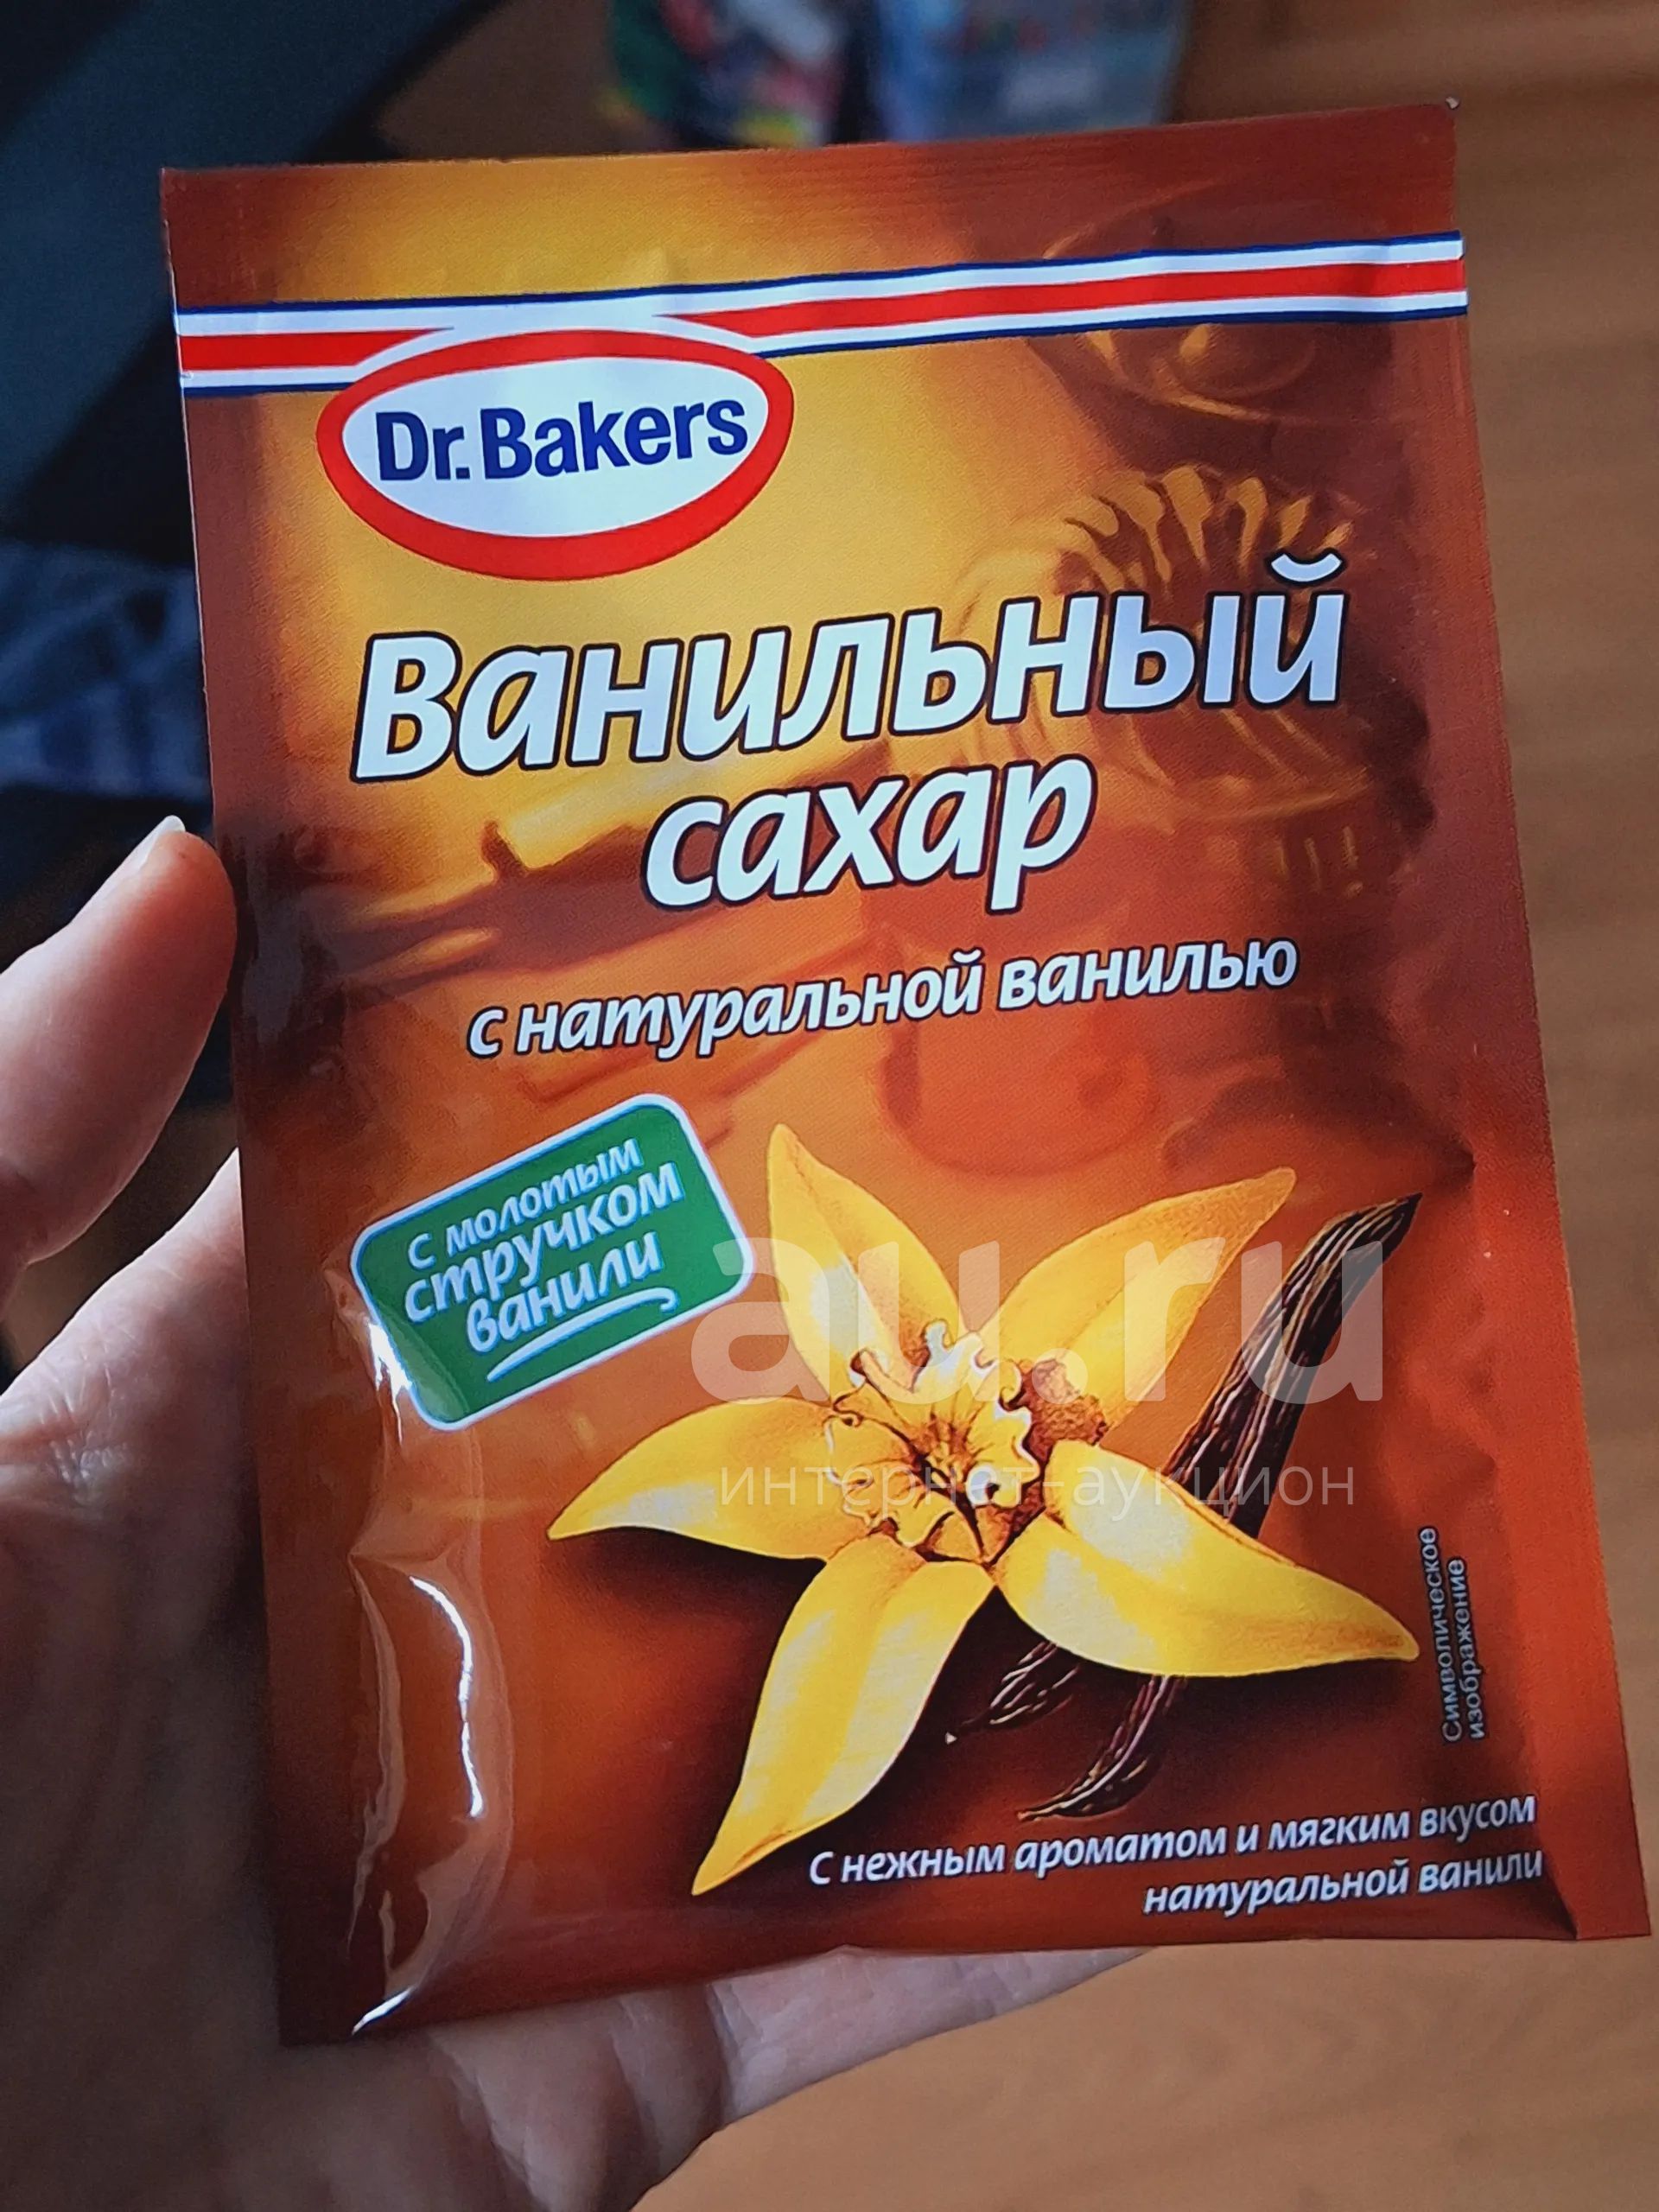 Dr.Bakers
Ванильный
сахар
с натуральной ванилью
с молотым
стручком
ванили
au.ru
интернет-аукцион
Символическое
изображение
С нежным ароматом и мягким вкусом
натуральной ванили